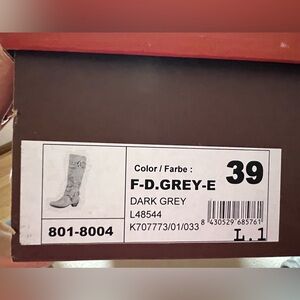 Color / Farbe :
39
F-D.GREY-E
DARK GREY
L48544
K707773/01/033
8 430529 685761
801-8004
L.1